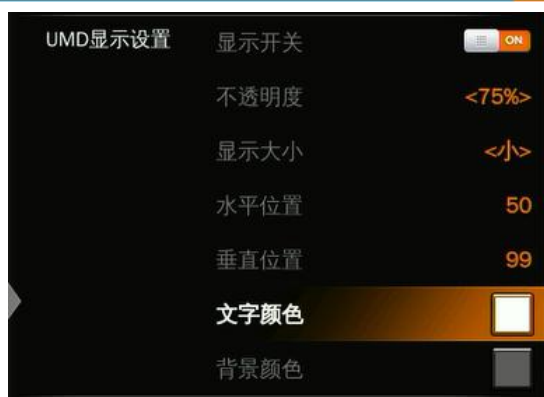 UMD显示设置 显示开关 ON
不透明度 <75%>
显示大小 <小>
水平位置 50
垂直位置 99
文字颜色
背景颜色